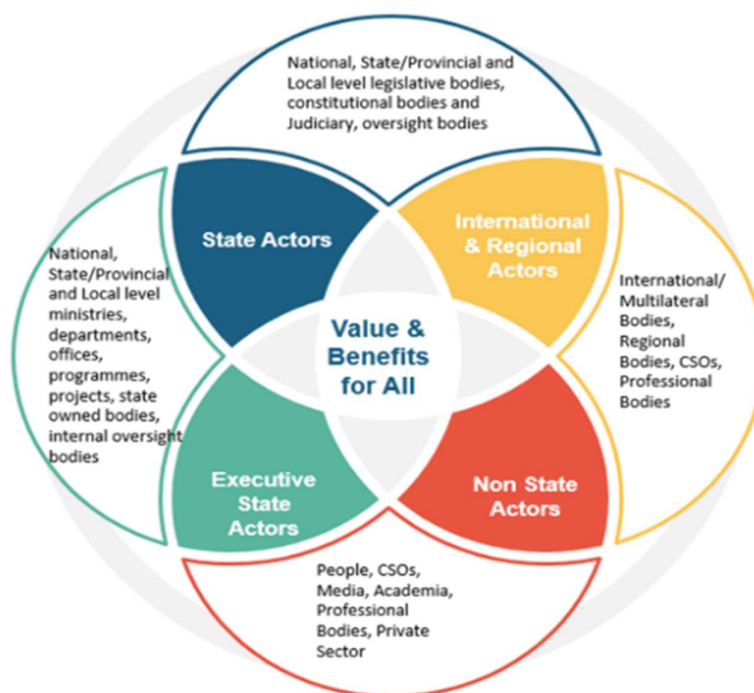 National, State/Provincial and
Local level legislative bodies,
constitutional bodies and
Judiciary, oversight bodies
State Actors
International
& Regional
Actors
National,
State/Provincial
and Local level
ministries,
departments,
offices,
programmes,
projects, state
owned bodies,
internal oversight
bodies
Value &
Benefits
for All
International/
Multilateral
Bodies,
Regional
Bodies, CSOs,
Professional
Bodies
Executive
State
Actors
Non State
Actors
People, CSOs,
Media, Academia,
Professional
Bodies, Private
Sector